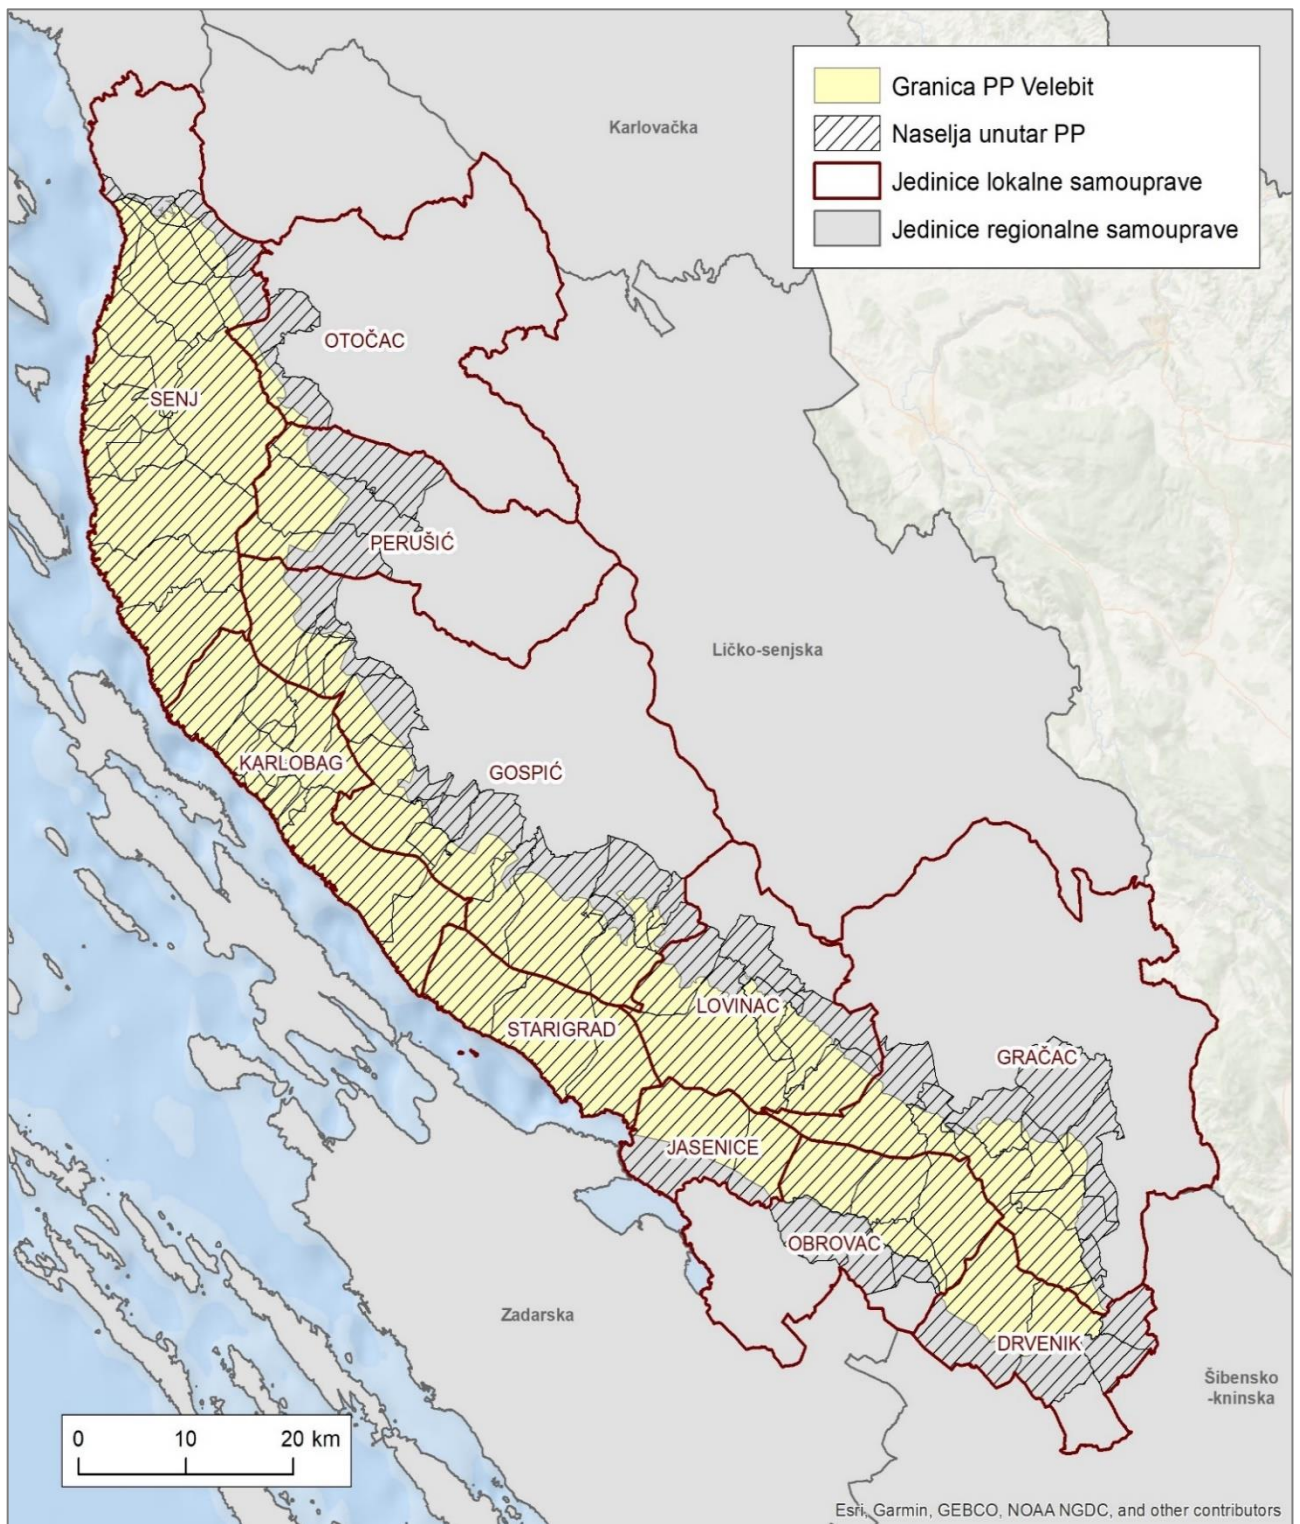 Granica PP Velebit
Naselja unutar PP
Jedinice lokalne samouprave
Jedinice regionalne samouprave
Karlovačka
OTOČAC
SENJ
PERUŠIĆ
Ličko-senjska
KARLOBAG
GOSPIĆ
LOVINAC
STARIGRAD
GRAČAC
JASENICE
OBROVAC
Zadarska
DRVENIK
Šibensko
-kninska
0 10 20 km
Esri, Garmin, GEBCO, NOAA NGDC, and other contributors